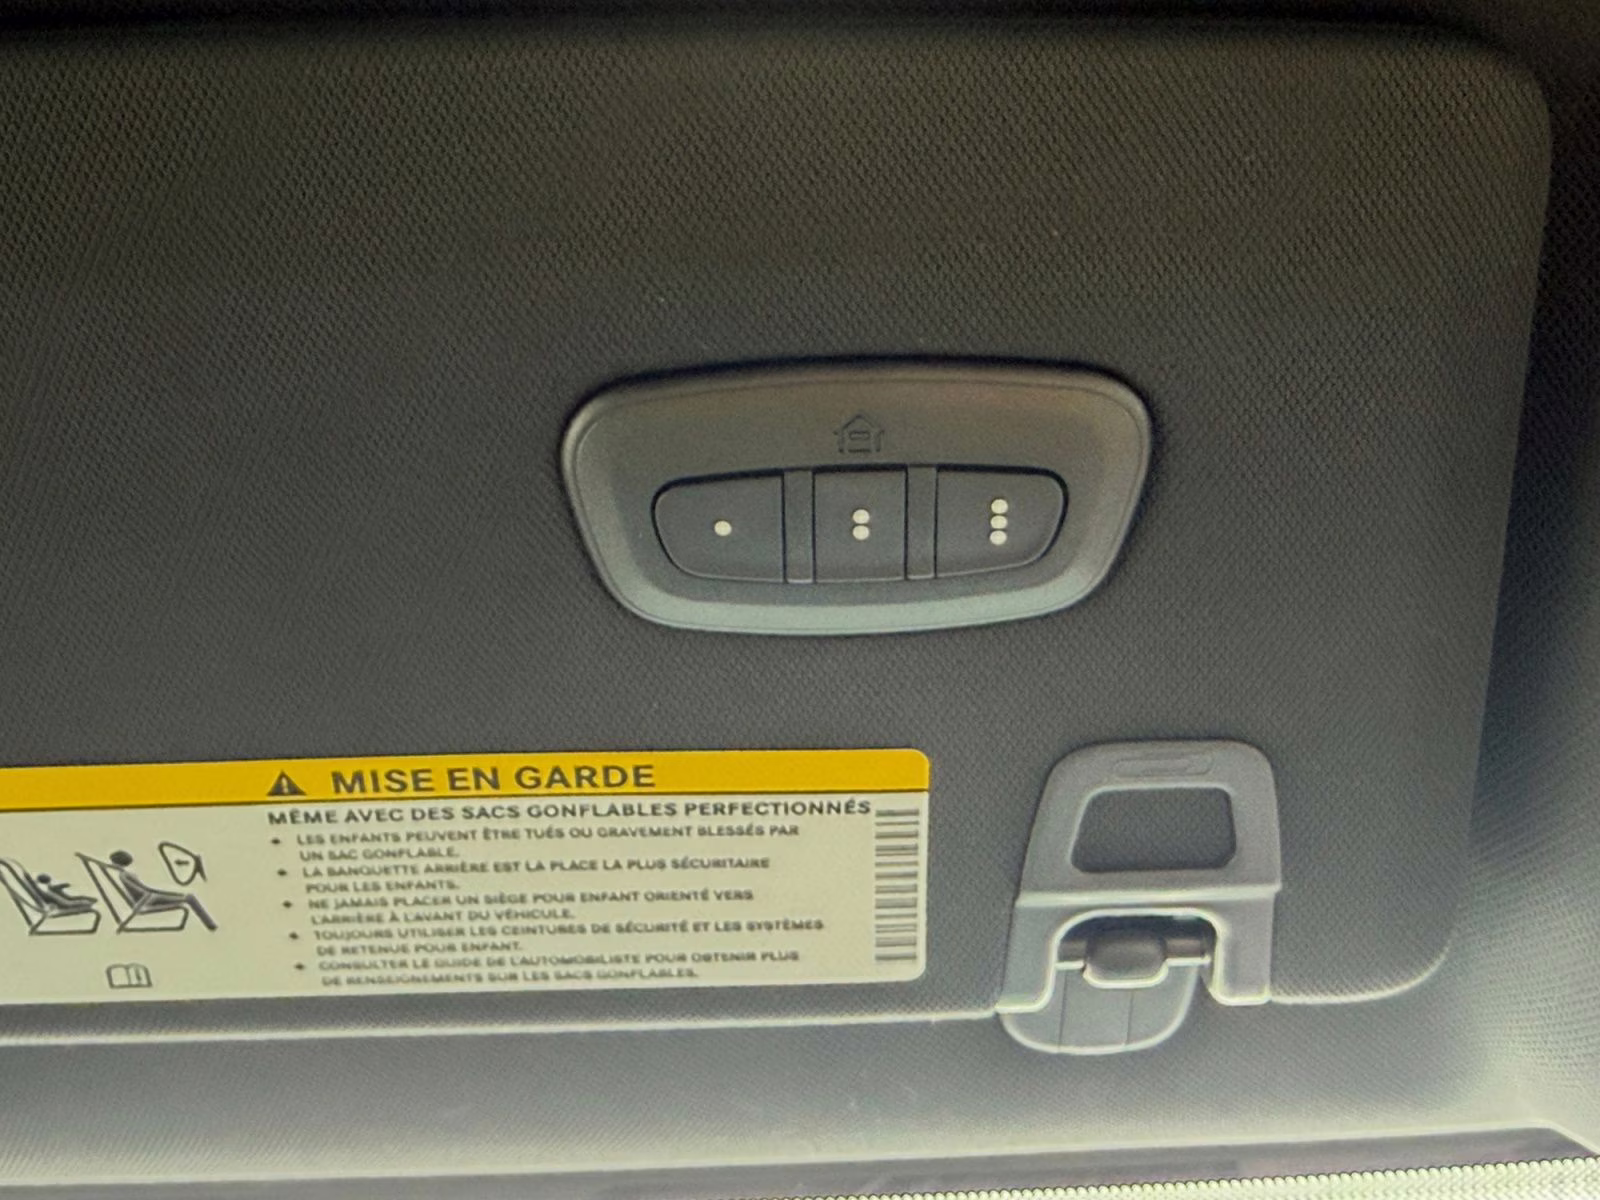 MISE EN GARDE
MÊME AVEC DES SACS GONFLABLES PERFECTIONNÉS
• LES ENFANTS PEUVENT ÊTRE TUÉS OU GRAVEMENT BLESSÉS PAR
UN SAC GONFLABLE.
• LA BANQUETTE ARRIÈRE EST LA PLACE LA PLUS SÉCURITAIRE
POUR LES ENFANTS.
• NE JAMAIS PLACER UN SIÈGE POUR ENFANT ORIENTÉ VERS
L'ARRIÈRE À L'AVANT DU VÉHICULE.
• TOUJOURS UTILISER LES CEINTURES DE SÉCURITÉ ET LES SYSTÈMES
DE RETENUE POUR ENFANT.
• CONSULTER LE GUIDE DE L'AUTOMOBILISTE POUR OBTENIR PLUS
DE RENSEIGNEMENTS SUR LES SACS GONFLABLES.